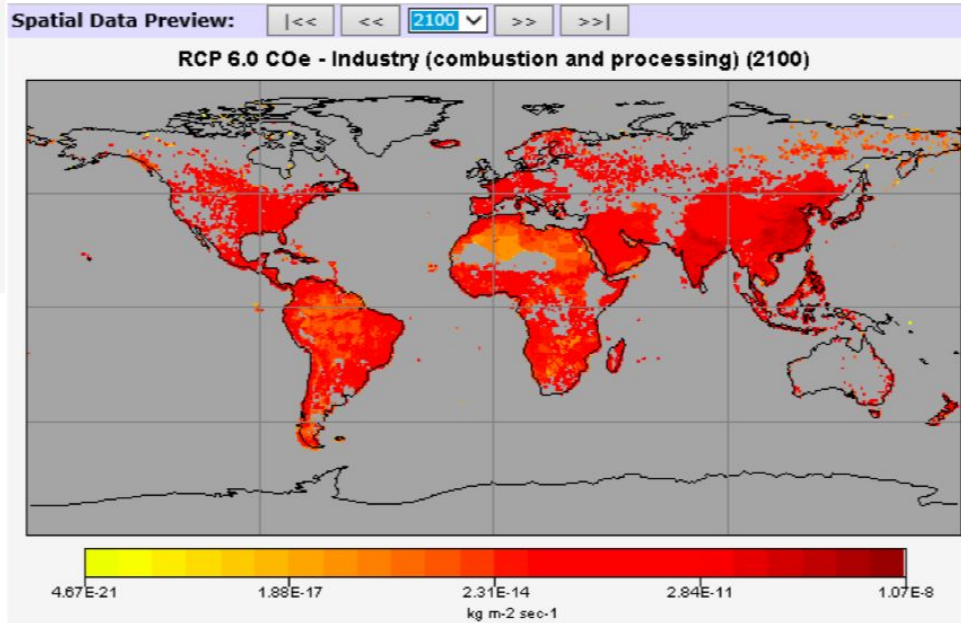 Spatial Data Preview: |<< << 2100 >> >>|
RCP 6.0 COe - Industry (combustion and processing) (2100)
4.67E-21 1.88E-17 2.31E-14 2.84E-11 1.07E-8
kg m-2 sec-1